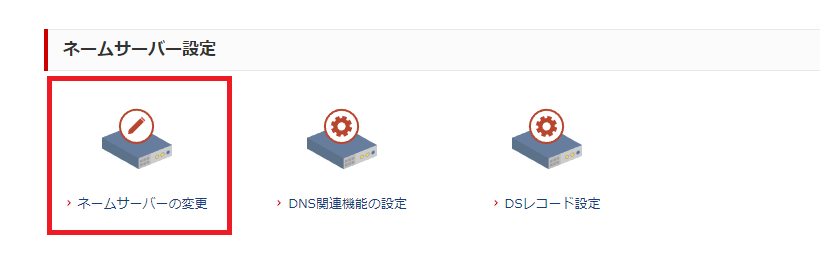 ネームサーバー設定
ネームサーバーの変更
DNS関連機能の設定
DSレコード設定